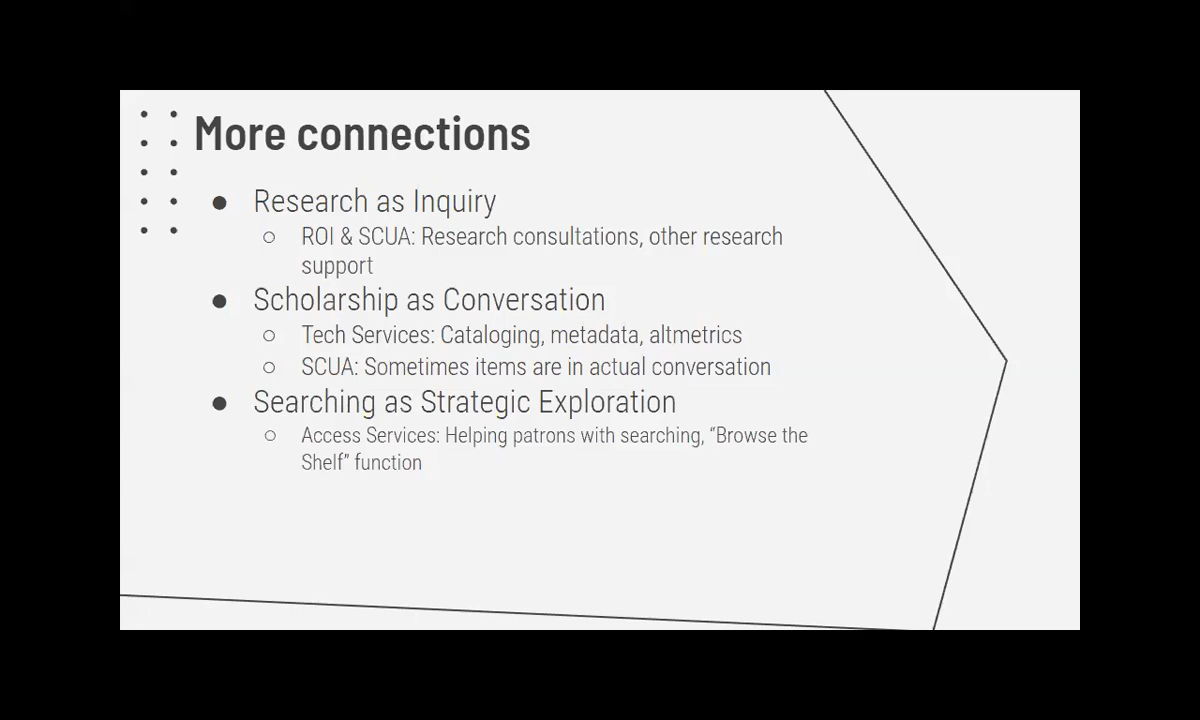 More connections
● Research as Inquiry
○ ROI & SCUA: Research consultations, other research
support
● Scholarship as Conversation
○ Tech Services: Cataloging, metadata, altmetrics
○ SCUA: Sometimes items are in actual conversation
● Searching as Strategic Exploration
○ Access Services: Helping patrons with searching, “Browse the
Shelf” function